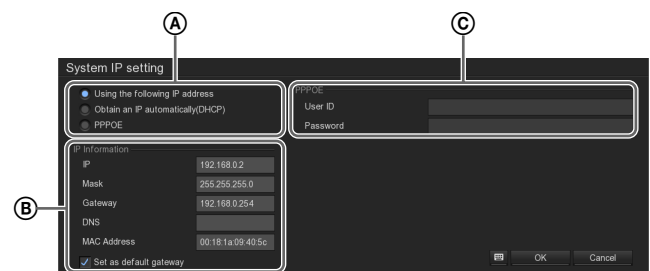 A
C
System IP setting
Using the following IP address
Obtain an IP automatically(DHCP)
PPPOE
PPPOE
User ID
Password
B
IP Information
IP 192.168.0.2
Mask 255.255.255.0
Gateway 192.168.0.254
DNS
MAC Address 00:18:1a:09:40:5c
Set as default gateway
OK Cancel